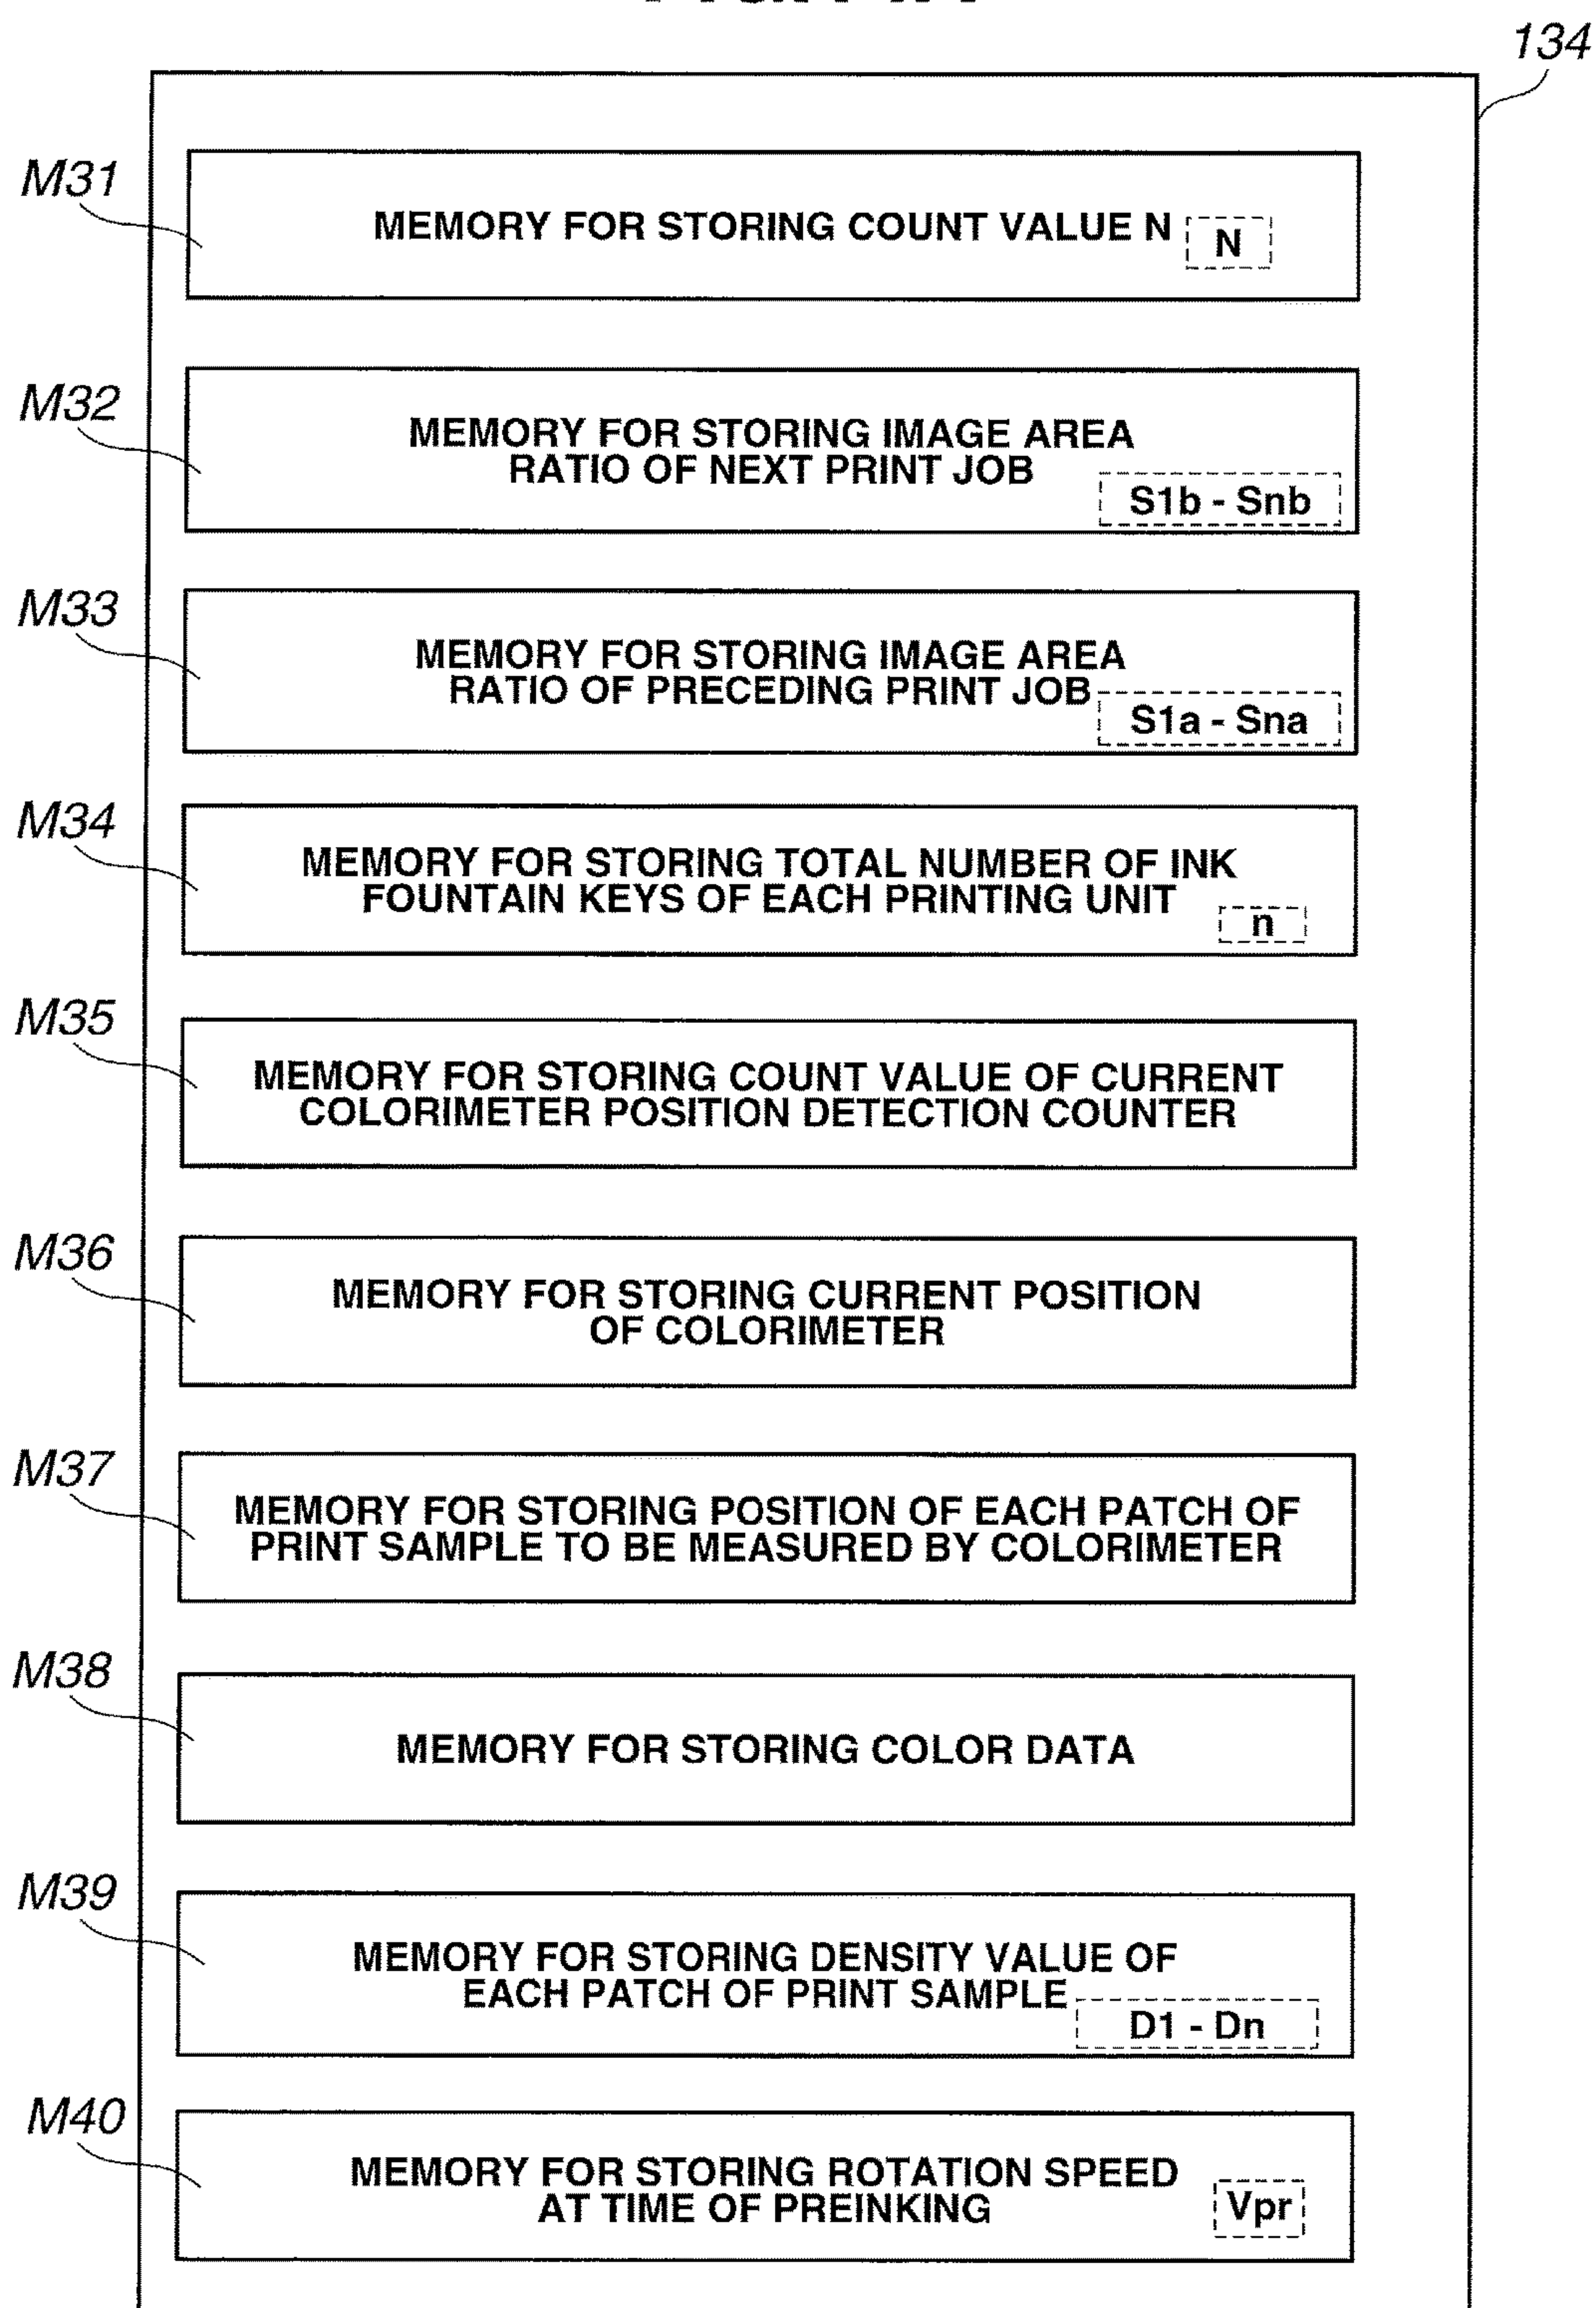 134
M31
MEMORY FOR STORING COUNT VALUE N
N
M32
MEMORY FOR STORING IMAGE AREA
RATIO OF NEXT PRINT JOB
S1b - Snb
M33
MEMORY FOR STORING IMAGE AREA
RATIO OF PRECEDING PRINT JOB
S1a - Sna
M34
MEMORY FOR STORING TOTAL NUMBER OF INK
FOUNTAIN KEYS OF EACH PRINTING UNIT
n
M35
MEMORY FOR STORING COUNT VALUE OF CURRENT
COLORIMETER POSITION DETECTION COUNTER
M36
MEMORY FOR STORING CURRENT POSITION
OF COLORIMETER
M37
MEMORY FOR STORING POSITION OF EACH PATCH OF
PRINT SAMPLE TO BE MEASURED BY COLORIMETER
M38
MEMORY FOR STORING COLOR DATA
M39
MEMORY FOR STORING DENSITY VALUE OF
EACH PATCH OF PRINT SAMPLE
D1 - Dn
M40
MEMORY FOR STORING ROTATION SPEED
AT TIME OF PREINKING
Vpr